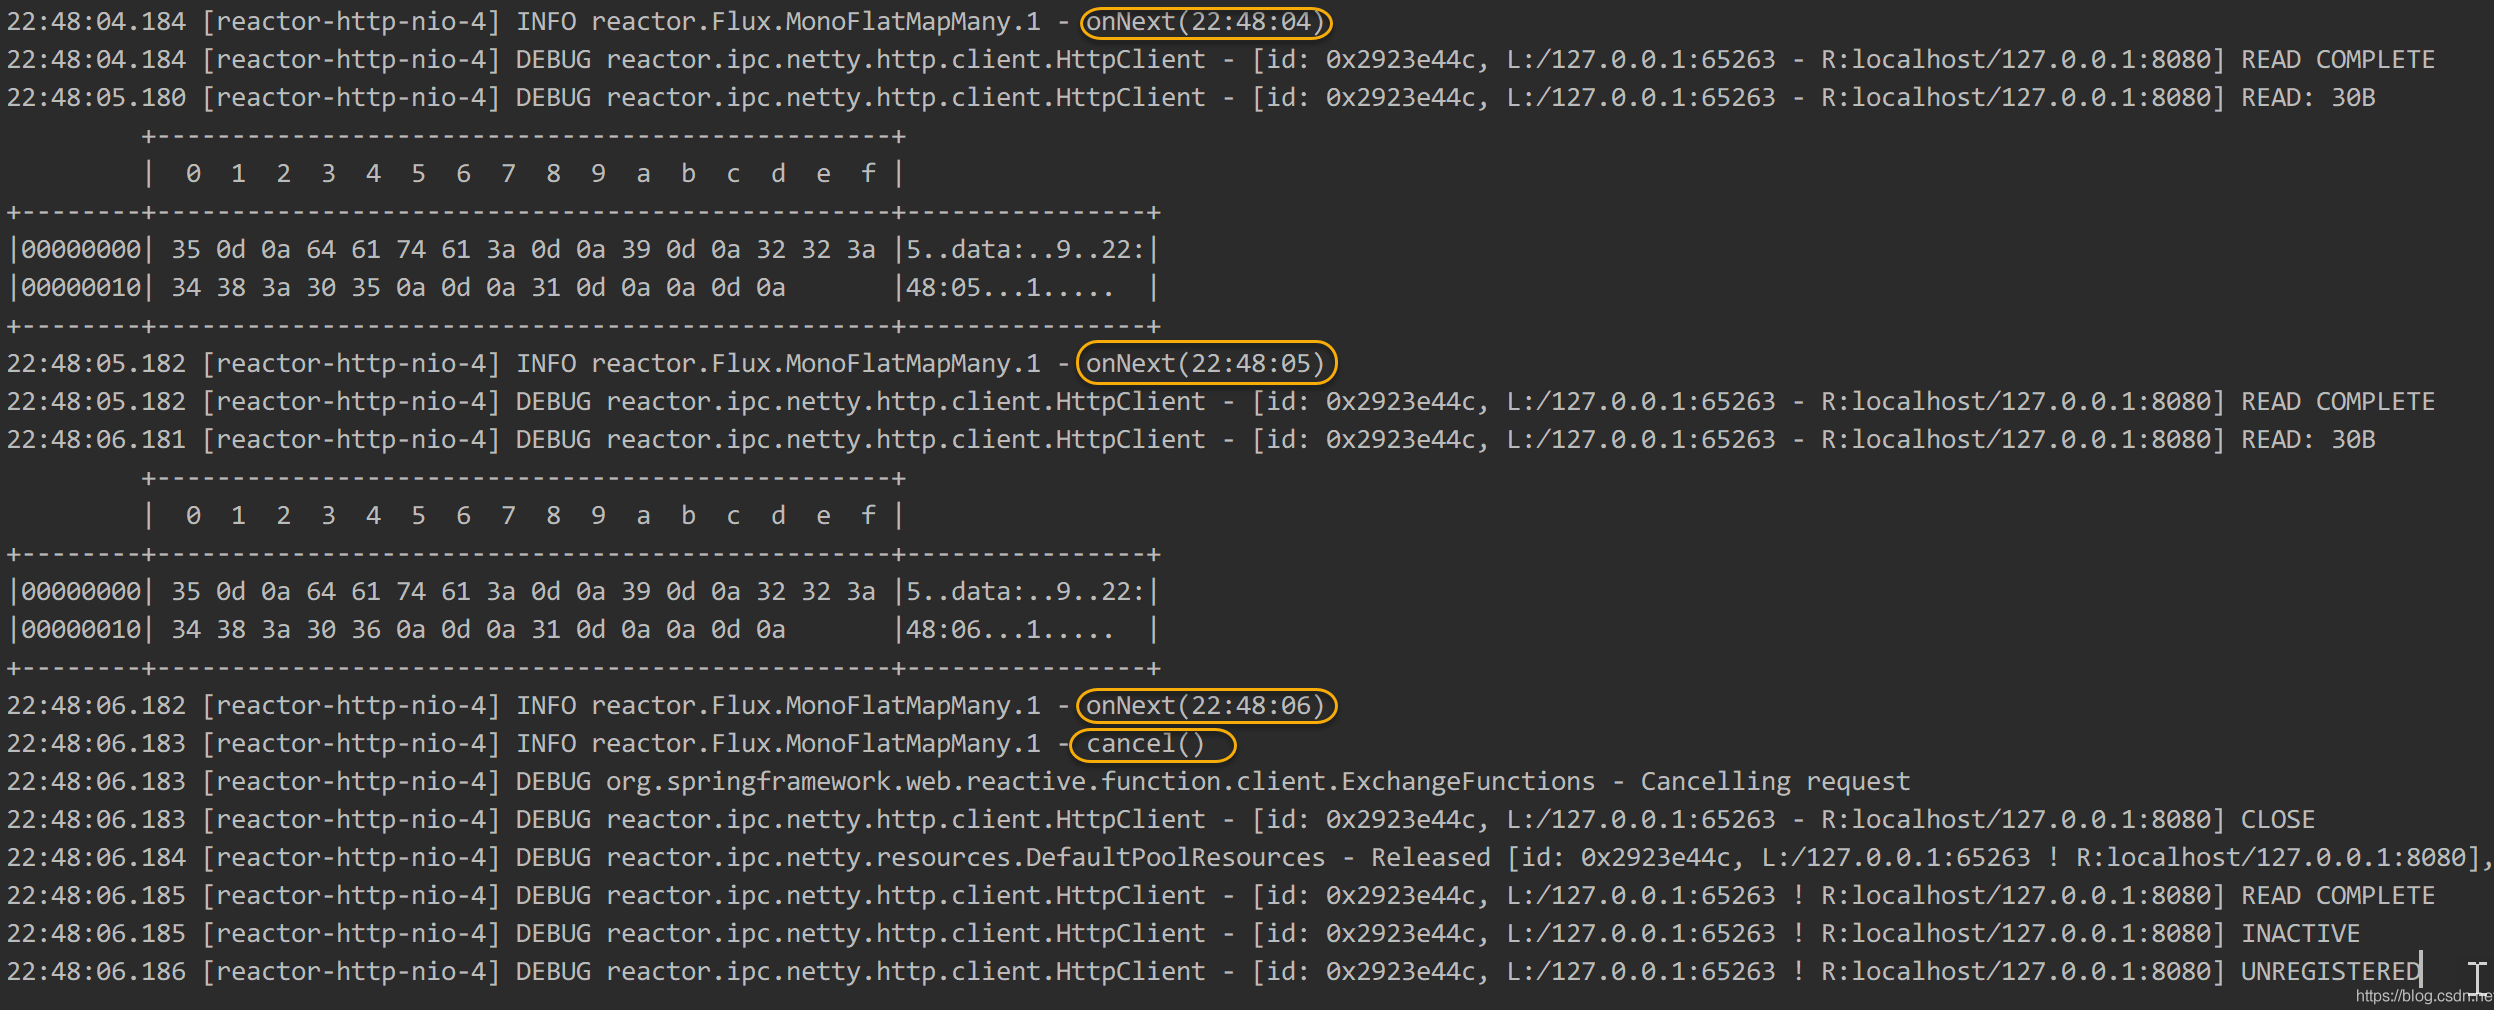 22:48:04.184 [reactor-http-nio-4] INFO reactor.Flux.MonoFlatMapMany.1 - onNext(22:48:04)
22:48:04.184 [reactor-http-nio-4] DEBUG reactor.ipc.netty.http.client.HttpClient - [id: 0x2923e44c, L:/127.0.0.1:65263 - R:localhost/127.0.0.1:8080] READ COMPLETE
22:48:05.180 [reactor-http-nio-4] DEBUG reactor.ipc.netty.http.client.HttpClient - [id: 0x2923e44c, L:/127.0.0.1:65263 - R:localhost/127.0.0.1:8080] READ: 30B
         +-------------------------------------------------+
         |  0  1  2  3  4  5  6  7  8  9  a  b  c  d  e  f |
+--------+-------------------------------------------------+----------------+
|00000000| 35 0d 0a 64 61 74 61 3a 0d 0a 39 0d 0a 32 32 3a |5..data:..9..22:|
|00000010| 34 38 3a 30 35 0a 0d 0a 31 0d 0a 0a 0d 0a       |48:05...1.....  |
+--------+-------------------------------------------------+----------------+
22:48:05.182 [reactor-http-nio-4] INFO reactor.Flux.MonoFlatMapMany.1 - onNext(22:48:05)
22:48:05.182 [reactor-http-nio-4] DEBUG reactor.ipc.netty.http.client.HttpClient - [id: 0x2923e44c, L:/127.0.0.1:65263 - R:localhost/127.0.0.1:8080] READ COMPLETE
22:48:06.181 [reactor-http-nio-4] DEBUG reactor.ipc.netty.http.client.HttpClient - [id: 0x2923e44c, L:/127.0.0.1:65263 - R:localhost/127.0.0.1:8080] READ: 30B
         +-------------------------------------------------+
         |  0  1  2  3  4  5  6  7  8  9  a  b  c  d  e  f |
+--------+-------------------------------------------------+----------------+
|00000000| 35 0d 0a 64 61 74 61 3a 0d 0a 39 0d 0a 32 32 3a |5..data:..9..22:|
|00000010| 34 38 3a 30 36 0a 0d 0a 31 0d 0a 0a 0d 0a       |48:06...1.....  |
+--------+-------------------------------------------------+----------------+
22:48:06.182 [reactor-http-nio-4] INFO reactor.Flux.MonoFlatMapMany.1 - onNext(22:48:06)
22:48:06.183 [reactor-http-nio-4] INFO reactor.Flux.MonoFlatMapMany.1 - cancel()
22:48:06.183 [reactor-http-nio-4] DEBUG org.springframework.web.reactive.function.client.ExchangeFunctions - Cancelling request
22:48:06.183 [reactor-http-nio-4] DEBUG reactor.ipc.netty.http.client.HttpClient - [id: 0x2923e44c, L:/127.0.0.1:65263 - R:localhost/127.0.0.1:8080] CLOSE
22:48:06.184 [reactor-http-nio-4] DEBUG reactor.ipc.netty.resources.DefaultPoolResources - Released [id: 0x2923e44c, L:/127.0.0.1:65263 ! R:localhost/127.0.0.1:8080],
22:48:06.185 [reactor-http-nio-4] DEBUG reactor.ipc.netty.http.client.HttpClient - [id: 0x2923e44c, L:/127.0.0.1:65263 ! R:localhost/127.0.0.1:8080] READ COMPLETE
22:48:06.185 [reactor-http-nio-4] DEBUG reactor.ipc.netty.http.client.HttpClient - [id: 0x2923e44c, L:/127.0.0.1:65263 ! R:localhost/127.0.0.1:8080] INACTIVE
22:48:06.186 [reactor-http-nio-4] DEBUG reactor.ipc.netty.http.client.HttpClient - [id: 0x2923e44c, L:/127.0.0.1:65263 ! R:localhost/127.0.0.1:8080] UNREGISTERED
https://blog.csdn.ne